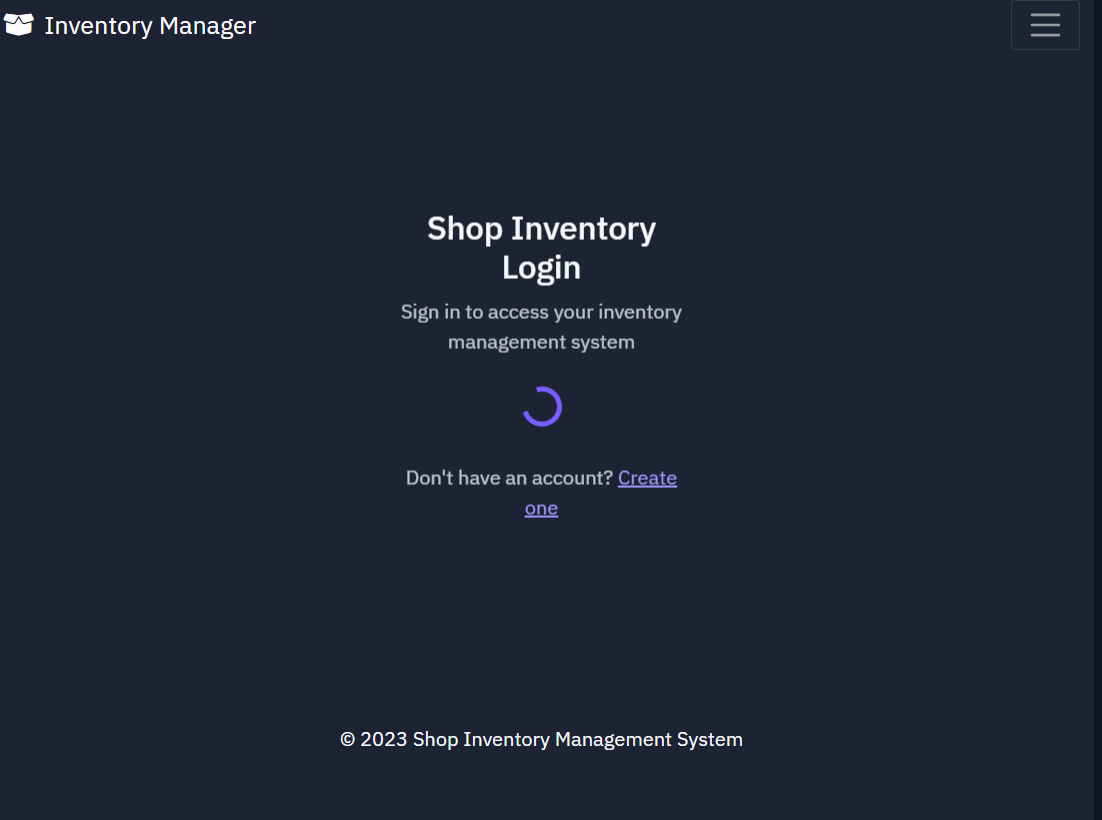 Inventory Manager
Shop Inventory
Login
Sign in to access your inventory
management system
Don't have an account? Create
one
© 2023 Shop Inventory Management System